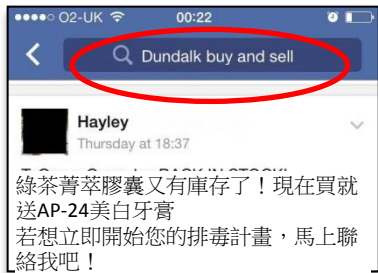 O2-UK 00:22
Dundalk buy and sell
Hayley
Thursday at 18:37
綠茶菁萃膠囊又有庫存了！現在買就
送AP-24美白牙膏
若想立即開始您的排毒計畫，馬上聯
絡我吧！